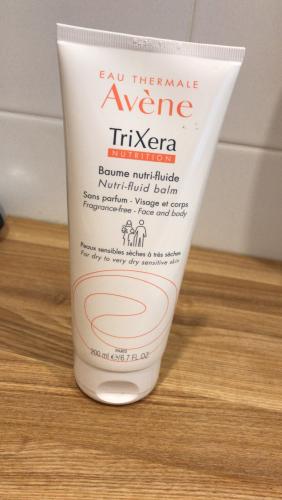 EAU THERMALE
Avène
TriXera
NUTRITION
Baume nutri-fluide
Nutri-fluid balm
Sans parfum - Visage et corps
Fragrance-free - Face and body
Peaux sensibles sèches à très sèches
For dry to very dry sensitive skin
PARIS
200 ml ℮ /6.7 FL.OZ